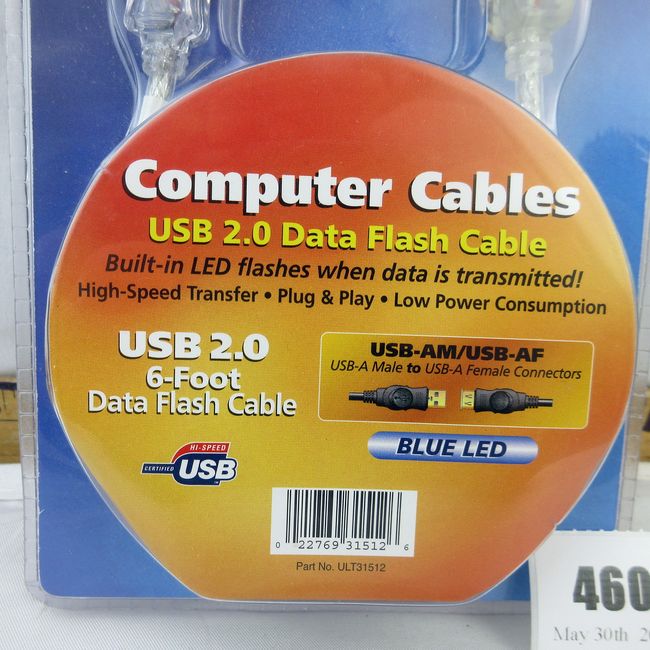 Computer Cables
USB 2.0 Data Flash Cable
Built-in LED flashes when data is transmitted!
High-Speed Transfer • Plug & Play • Low Power Consumption
USB 2.0
6-Foot
Data Flash Cable
USB-AM/USB-AF
USB-A Male to USB-A Female Connectors
BLUE LED
HI-SPEED
CERTIFIED USB™
0 22769 31512 6
Part No. ULT31512
460
May 30th